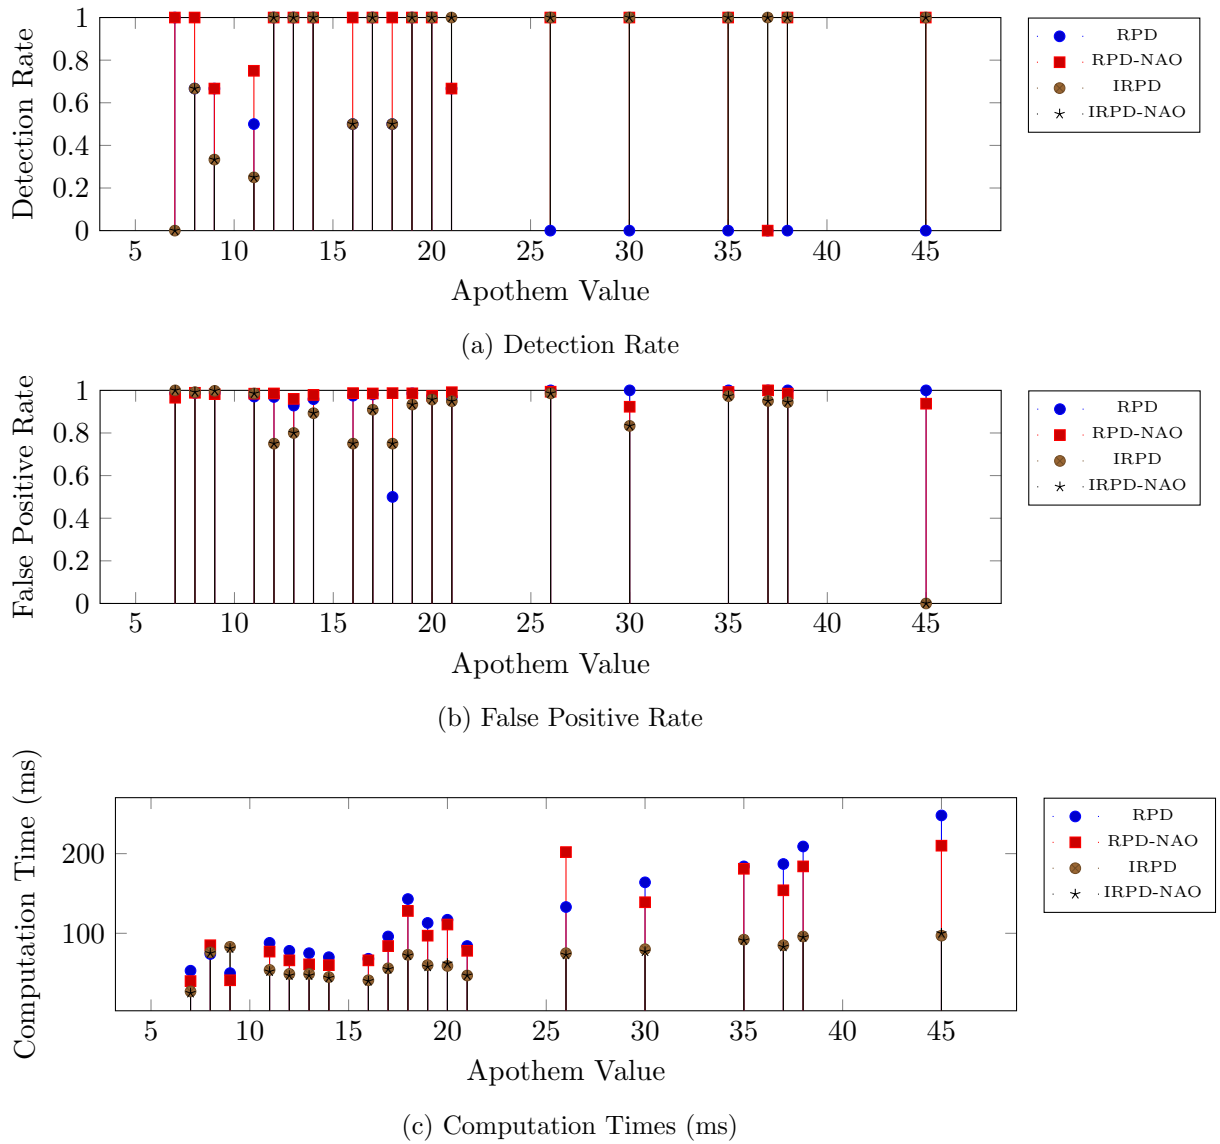 Detection Rate
1
0.8
0.6
0.4
0.2
0
5 10 15 20 25 30 35 40 45
Apothem Value
RPD
RPD-NAO
IRPD
IRPD-NAO
(a) Detection Rate
False Positive Rate
1
0.8
0.6
0.4
0.2
0
5 10 15 20 25 30 35 40 45
Apothem Value
RPD
RPD-NAO
IRPD
IRPD-NAO
(b) False Positive Rate
Computation Time (ms)
200
100
5 10 15 20 25 30 35 40 45
Apothem Value
RPD
RPD-NAO
IRPD
IRPD-NAO
(c) Computation Times (ms)